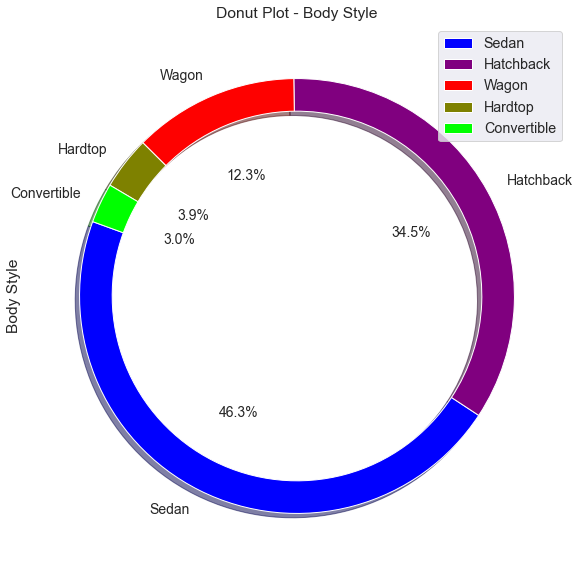 Donut Plot - Body Style
Sedan
Hatchback
Wagon
Hardtop
Convertible
Wagon
Hardtop
Convertible
Hatchback
12.3%
3.9%
3.0%
34.5%
Body Style
46.3%
Sedan